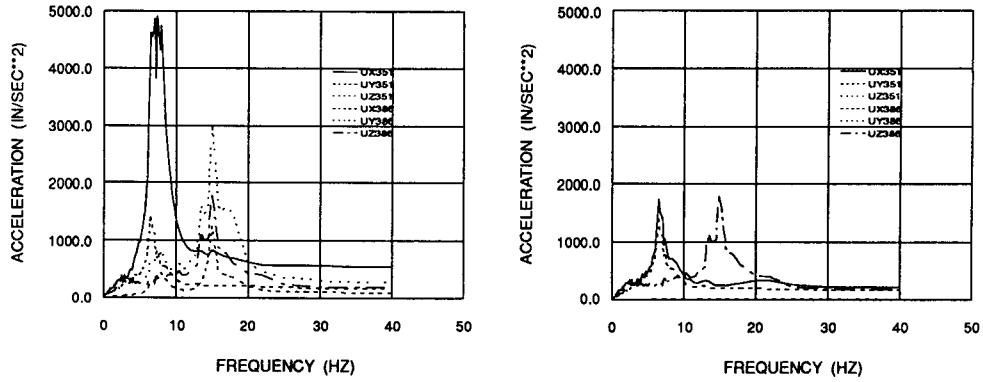 5000.0
4000.0
3000.0
2000.0
1000.0
0.0
ACCELERATION (IN/SEC**2)
UX351
UY351
UZ351
UX386
UY386
UZ386
0 10 20 30 40 50
FREQUENCY (HZ)
5000.0
4000.0
3000.0
2000.0
1000.0
0.0
ACCELERATION (IN/SEC**2)
UX351
UY351
UZ351
UX386
UY386
UZ386
0 10 20 30 40 50
FREQUENCY (HZ)